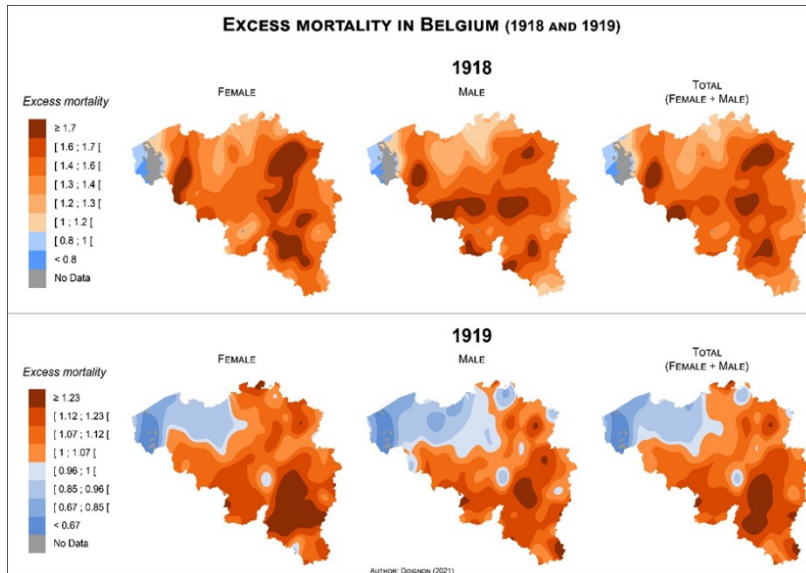 EXCESS MORTALITY IN BELGIUM (1918 AND 1919)
1918
FEMALE
MALE
TOTAL
(FEMALE + MALE)
Excess mortality
≥ 1.7
[ 1.6 ; 1.7 [
[ 1.4 ; 1.6 [
[ 1.3 ; 1.4 [
[ 1.2 ; 1.3 [
[ 1 ; 1.2 [
[ 0.8 ; 1 [
< 0.8
No Data
1919
FEMALE
MALE
TOTAL
(FEMALE + MALE)
Excess mortality
≥ 1.23
[ 1.12 ; 1.23 [
[ 1.07 ; 1.12 [
[ 1 ; 1.07 [
[ 0.96 ; 1 [
[ 0.85 ; 0.96 [
[ 0.67 ; 0.85 [
< 0.67
No Data
AUTHOR: DOIGNON (2021)